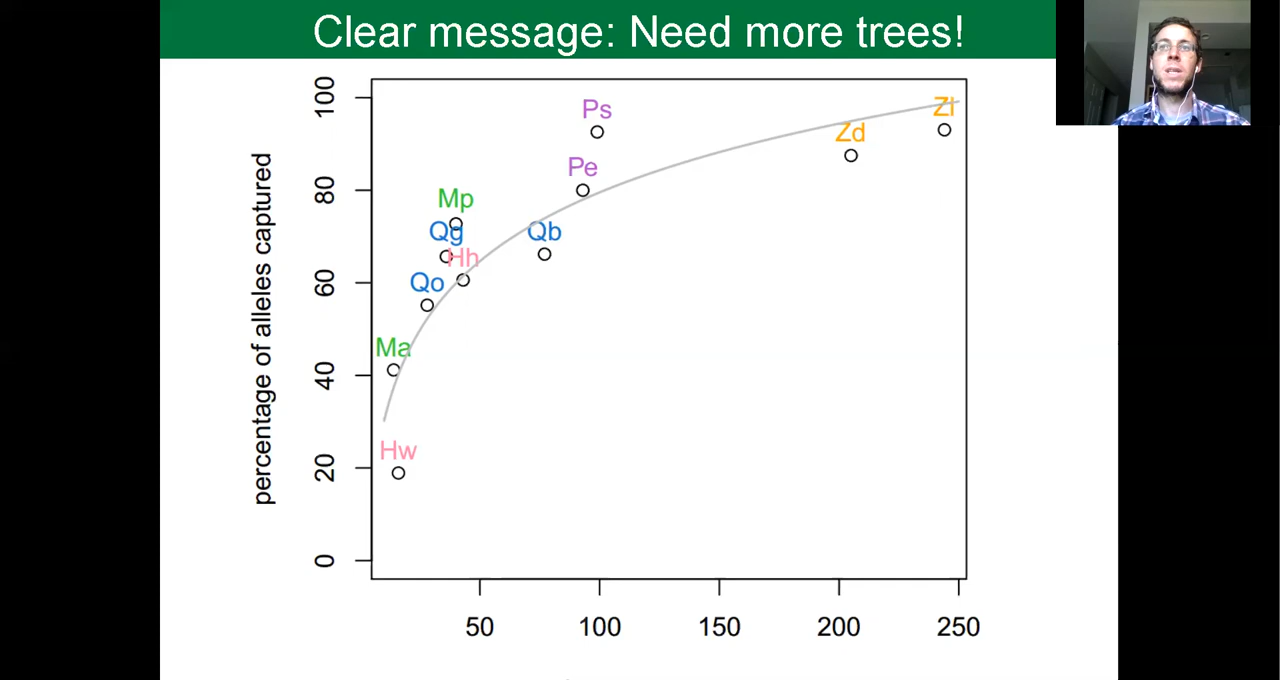 Clear message: Need more trees!
percentage of alleles captured
100
80
60
40
20
0
Ps
Zl
Zd
Pe
Mp
Qg
Qb
Hh
Qo
Ma
Hw
50 100 150 200 250